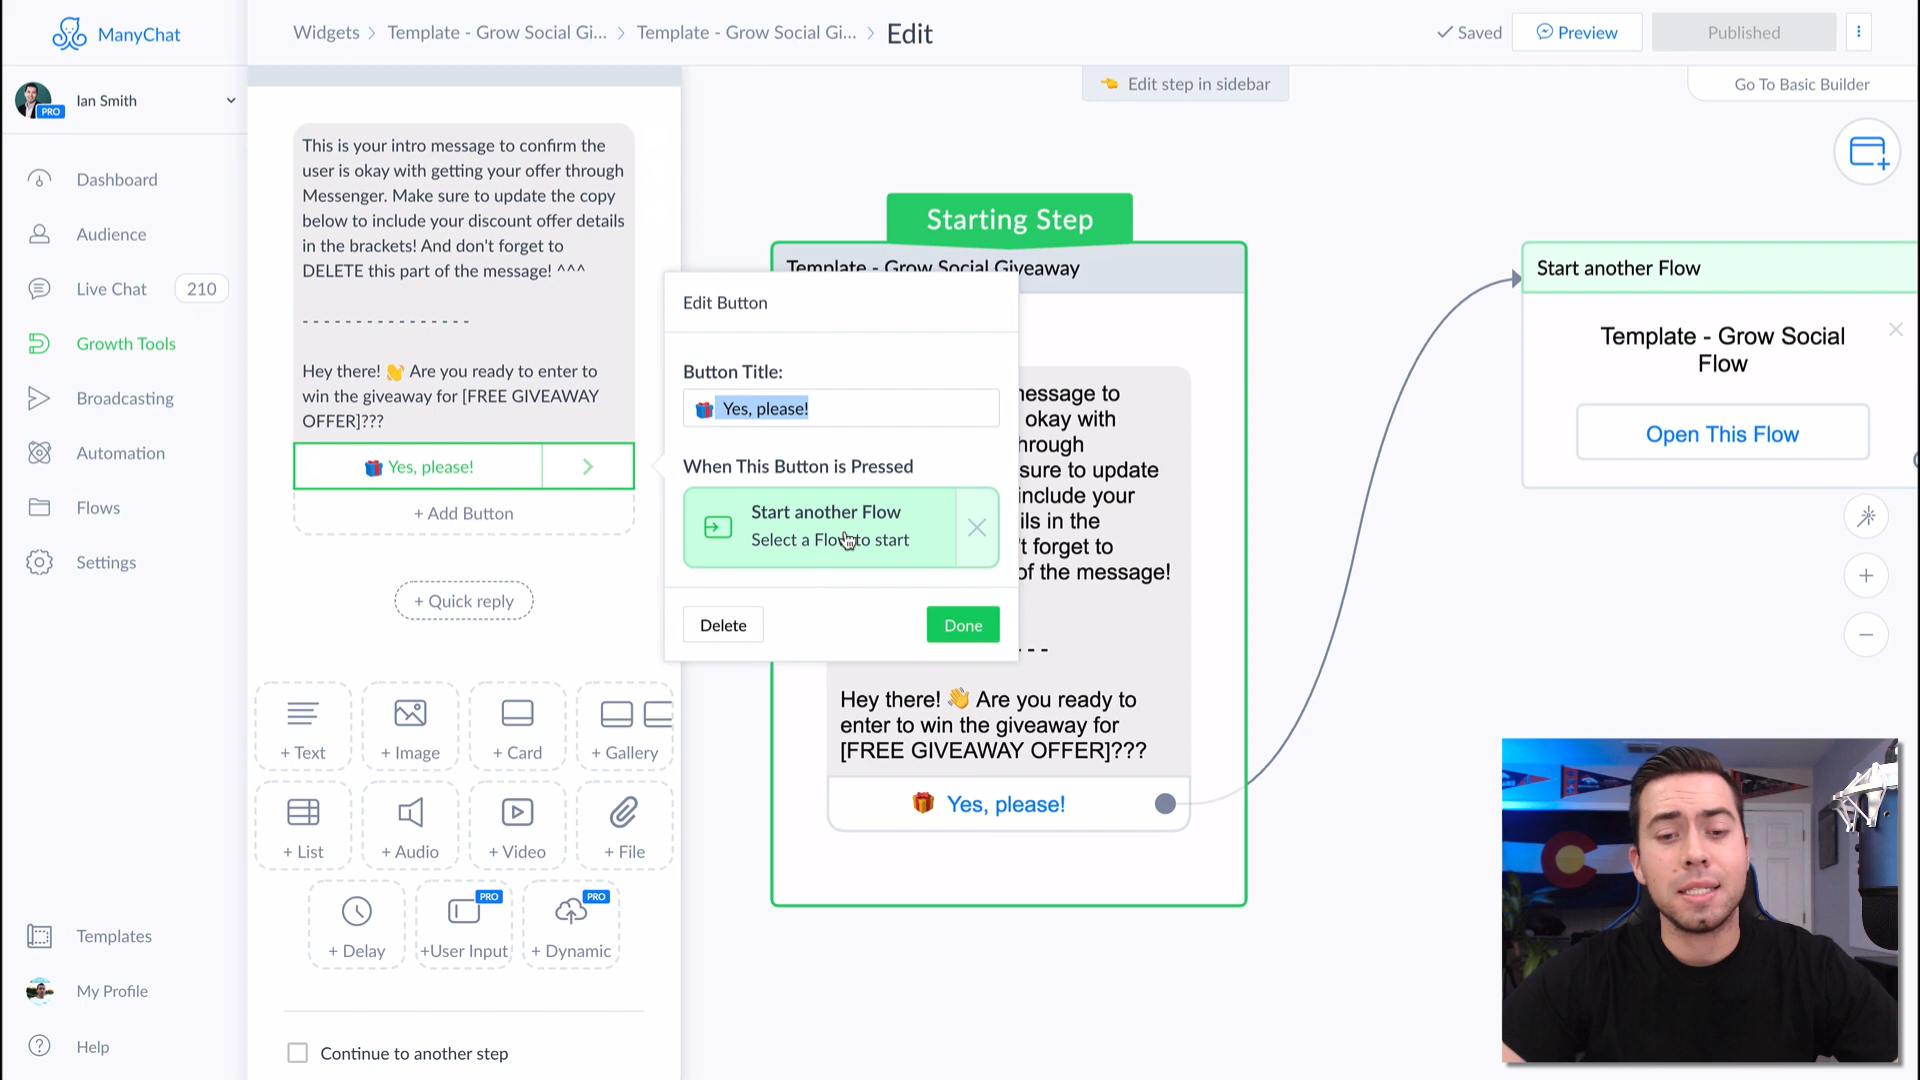 ManyChat
Widgets
Template - Grow Social Gi...
Template - Grow Social Gi...
Edit
Saved
Preview
Published
Ian Smith
PRO
Edit step in sidebar
Go To Basic Builder
Dashboard
Audience
Live Chat
210
Growth Tools
Broadcasting
Automation
Flows
Settings
Templates
My Profile
Help
This is your intro message to confirm the
user is okay with getting your offer through
Messenger. Make sure to update the copy
below to include your discount offer details
in the brackets! And don't forget to
DELETE this part of the message! ^^^
- - - - - - - - - - - - - - - -
Hey there! 👋 Are you ready to enter to
win the giveaway for [FREE GIVEAWAY
OFFER]???
🎁 Yes, please!
+ Add Button
+ Quick reply
+ Text
+ Image
+ Card
+ Gallery
+ List
+ Audio
+ Video
+ File
+ Delay
PRO
+User Input
PRO
+ Dynamic
Continue to another step
Edit Button
Button Title:
🎁 Yes, please!
When This Button is Pressed
Start another Flow
Select a Flow to start
Delete
Done
Starting Step
Template - Grow Social Giveaway
message to
okay with
hrough
sure to update
include your
ils in the
't forget to
of the message!
- - -
Hey there! 👋 Are you ready to
enter to win the giveaway for
[FREE GIVEAWAY OFFER]???
🎁 Yes, please!
Start another Flow
Template - Grow Social
Flow
Open This Flow